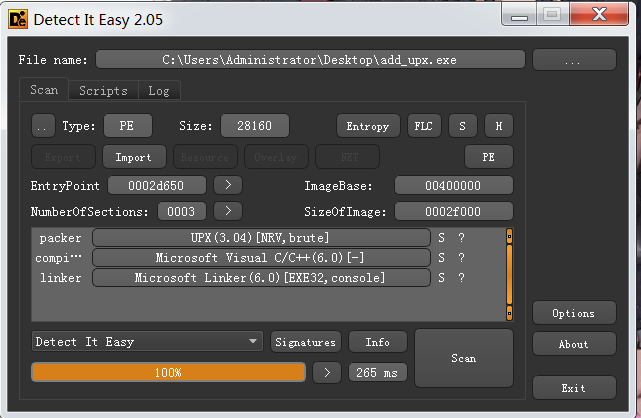 Detect It Easy 2.05
File name: C:\Users\Administrator\Desktop\add_upx.exe ...
Scan Scripts Log
.. Type: PE Size: 28160 Entropy FLC S H
Export Import Resource Overlay .NET PE
EntryPoint 0002d650 > ImageBase: 00400000
NumberOfSections: 0003 > SizeOfImage: 0002f000
packer UPX(3.04)[NRV,brute] S ?
compi… Microsoft Visual C/C++(6.0)[-] S ?
linker Microsoft Linker(6.0)[EXE32,console] S ?
Options
Detect It Easy Signatures Info Scan About
100% > 265 ms
Exit